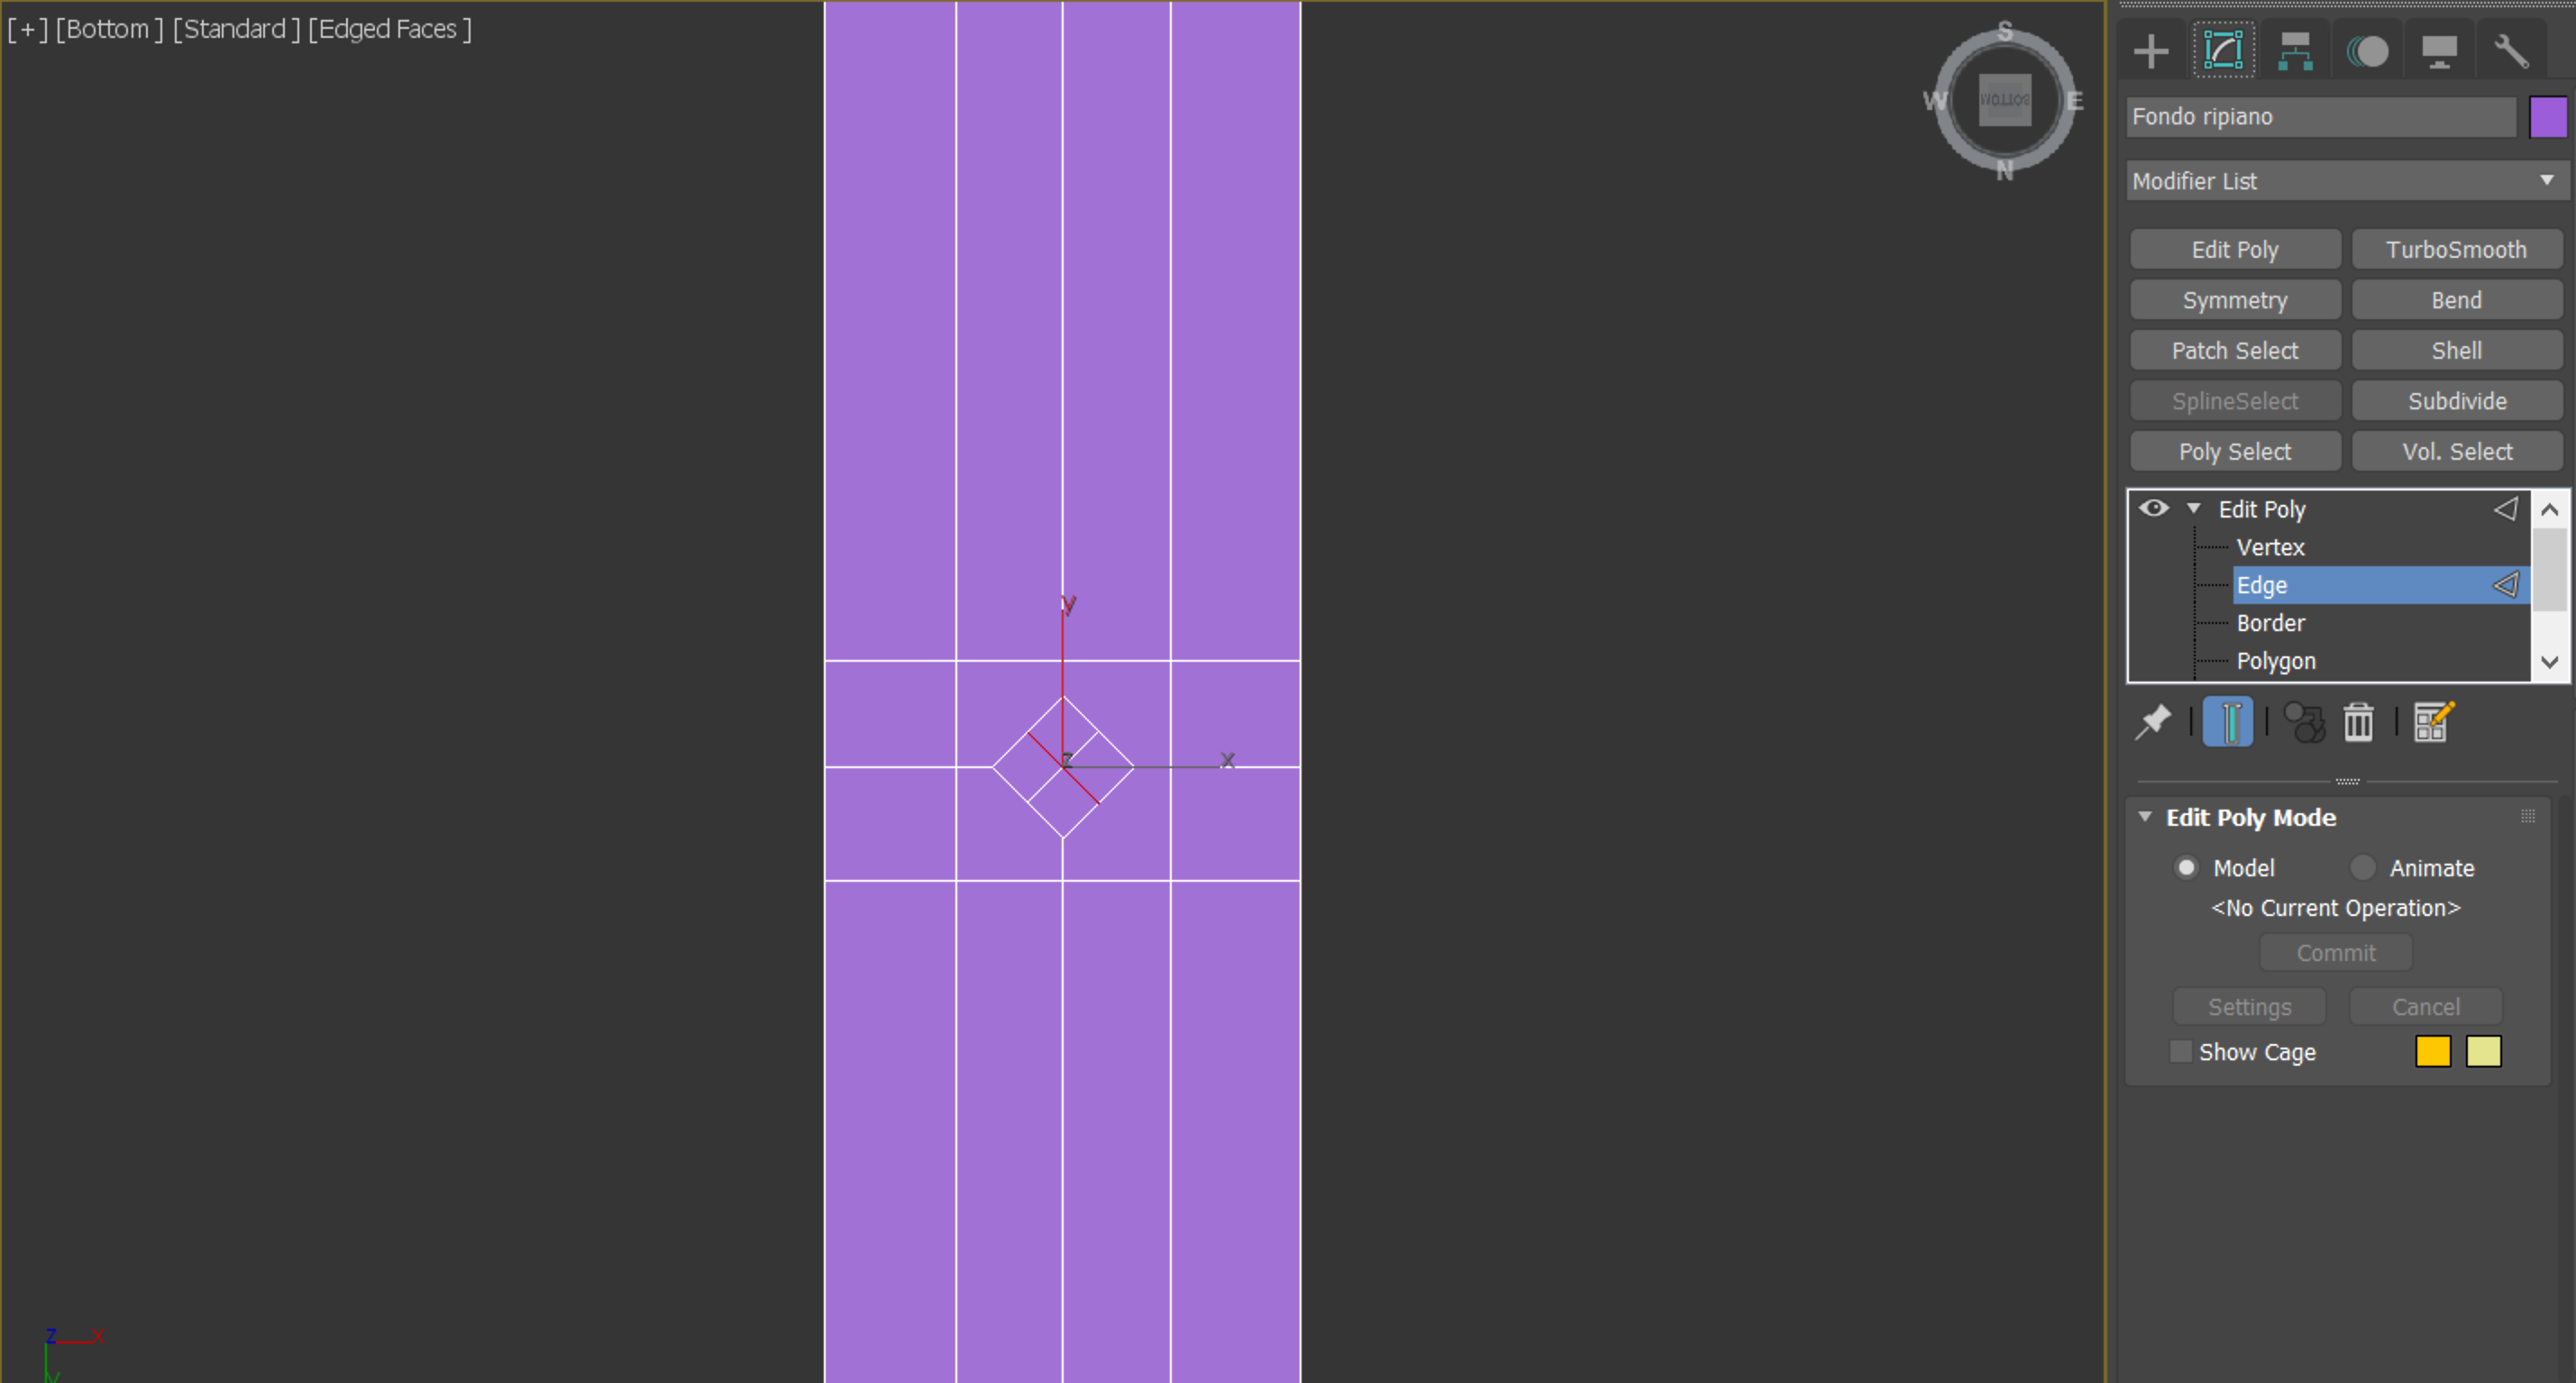 [+] [Bottom ] [Standard ] [Edged Faces ]
S
W
BOTTOM
E
N
y
z
x
z
x
y
Fondo ripiano
Modifier List
Edit Poly
TurboSmooth
Symmetry
Bend
Patch Select
Shell
SplineSelect
Subdivide
Poly Select
Vol. Select
Edit Poly
Vertex
Edge
Border
Polygon
Edit Poly Mode
Model
Animate
<No Current Operation>
Commit
Settings
Cancel
Show Cage